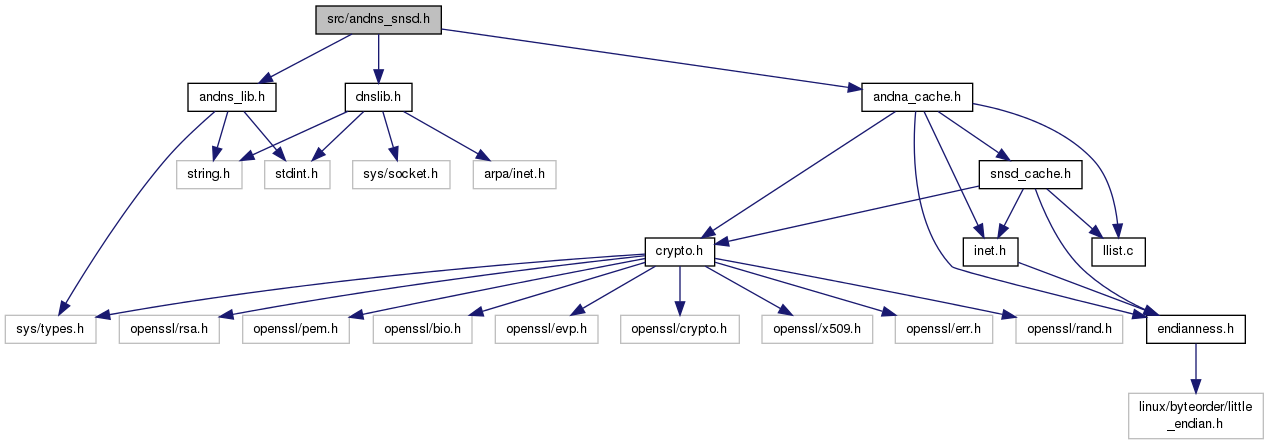 src/andns_snsd.h
andns_lib.h
dnslib.h
andna_cache.h
string.h
stdint.h
sys/socket.h
arpa/inet.h
snsd_cache.h
crypto.h
inet.h
llist.c
sys/types.h
openssl/rsa.h
openssl/pem.h
openssl/bio.h
openssl/evp.h
openssl/crypto.h
openssl/x509.h
openssl/err.h
openssl/rand.h
endianness.h
linux/byteorder/little
_endian.h